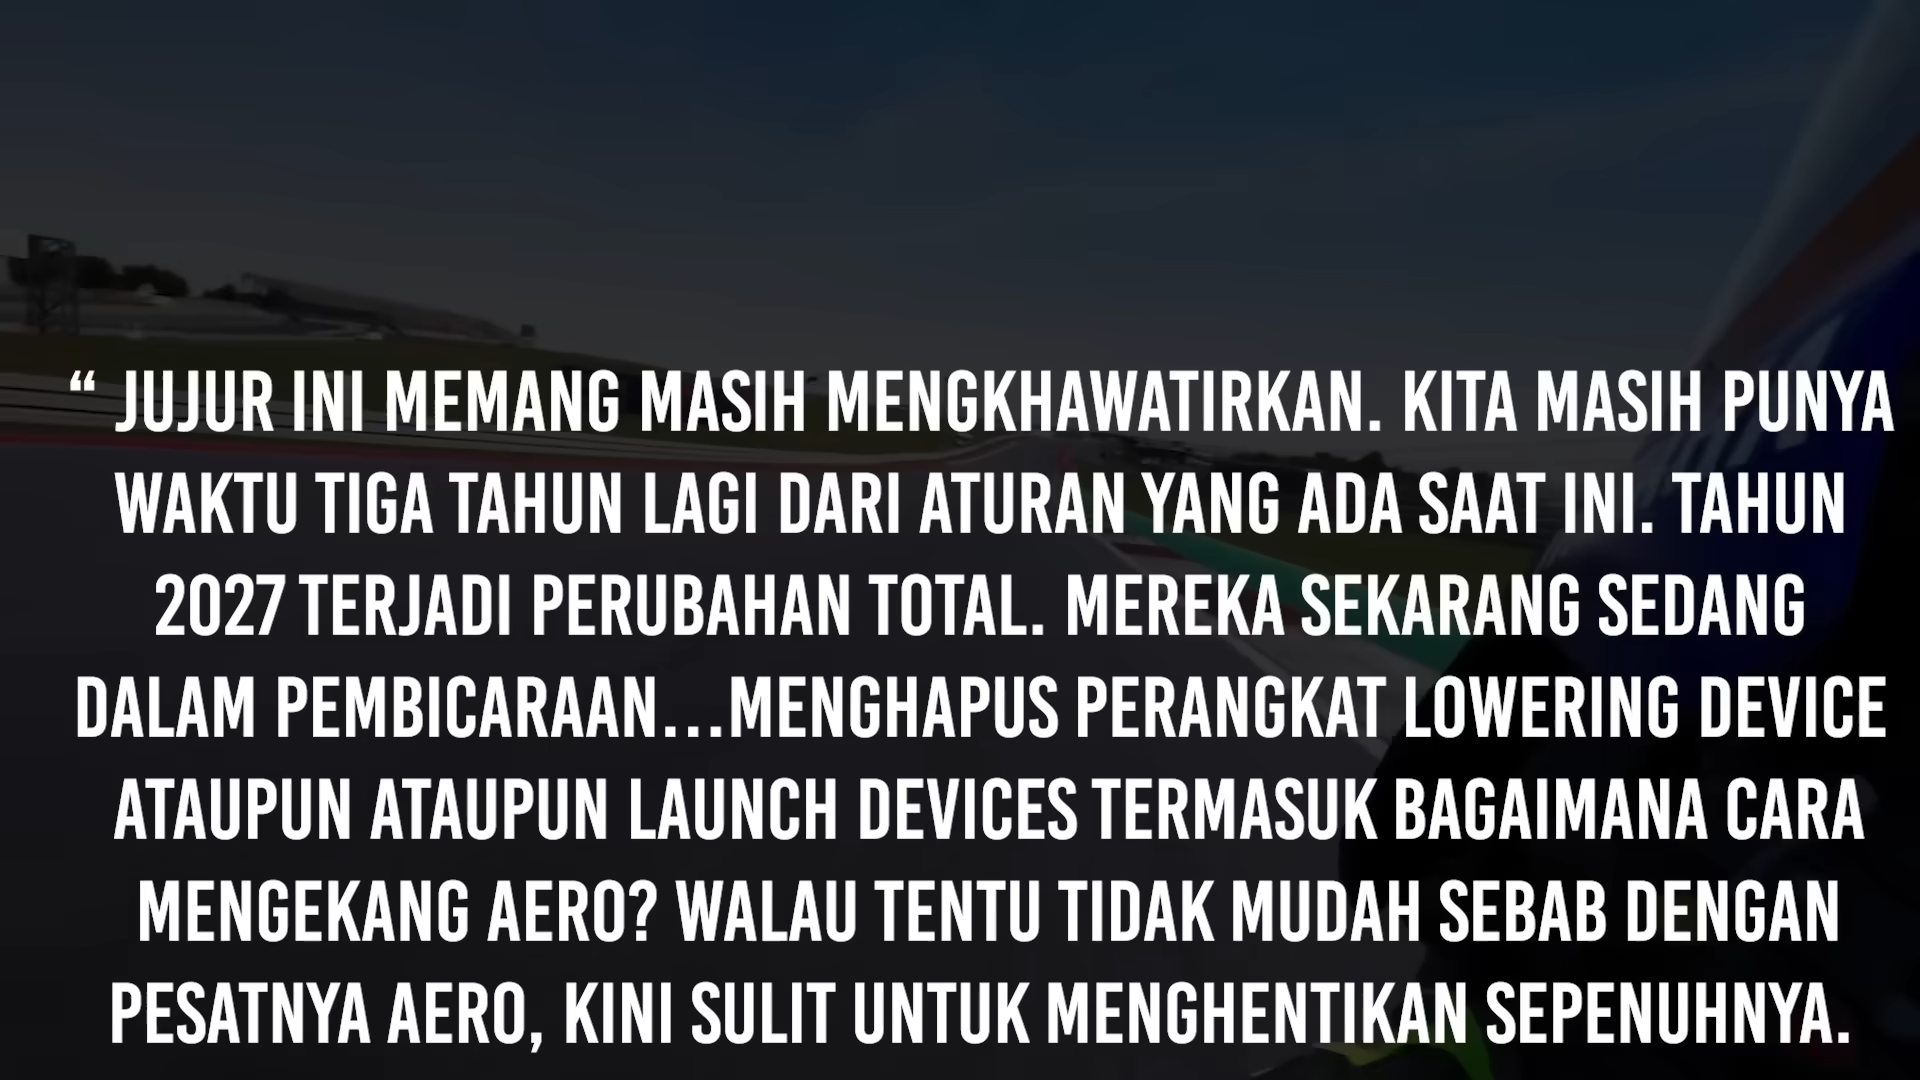 “ JUJUR INI MEMANG MASIH MENGKHAWATIRKAN. KITA MASIH PUNYA
WAKTU TIGA TAHUN LAGI DARI ATURAN YANG ADA SAAT INI. TAHUN
2027 TERJADI PERUBAHAN TOTAL. MEREKA SEKARANG SEDANG
DALAM PEMBICARAAN...MENGHAPUS PERANGKAT LOWERING DEVICE
ATAUPUN ATAUPUN LAUNCH DEVICES TERMASUK BAGAIMANA CARA
MENGEKANG AERO? WALAU TENTU TIDAK MUDAH SEBAB DENGAN
PESATNYA AERO, KINI SULIT UNTUK MENGHENTIKAN SEPENUHNYA.